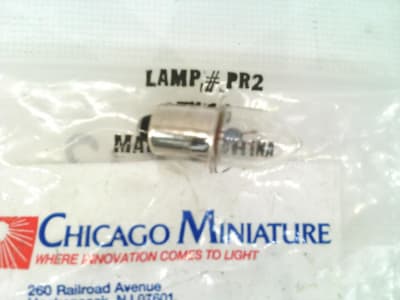 LAMP # PR2
CHICAGO MINIATURE
WHERE INNOVATION COMES TO LIGHT
260 Railroad Avenue